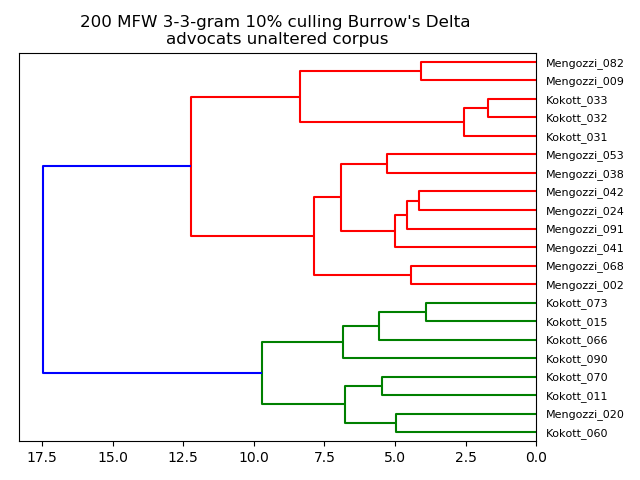 200 MFW 3-3-gram 10% culling Burrow's Delta
advocats unaltered corpus
Mengozzi_082
Mengozzi_009
Kokott_033
Kokott_032
Kokott_031
Mengozzi_053
Mengozzi_038
Mengozzi_042
Mengozzi_024
Mengozzi_091
Mengozzi_041
Mengozzi_068
Mengozzi_002
Kokott_073
Kokott_015
Kokott_066
Kokott_090
Kokott_070
Kokott_011
Mengozzi_020
Kokott_060
17.5 15.0 12.5 10.0 7.5 5.0 2.5 0.0